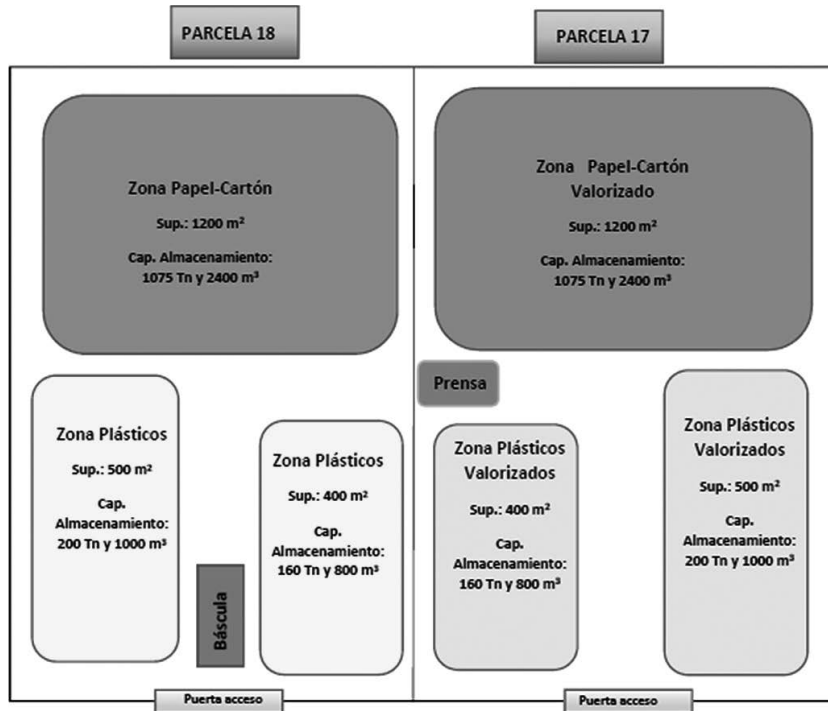 PARCELA 18
PARCELA 17
Zona Papel-Cartón
Sup.: 1200 m²
Cap. Almacenamiento:
1075 Tn y 2400 m³
Zona Papel-Cartón
Valorizado
Sup.: 1200 m²
Cap. Almacenamiento:
1075 Tn y 2400 m³
Prensa
Zona Plásticos
Sup.: 500 m²
Cap.
Almacenamiento:
200 Tn y 1000 m³
Zona Plásticos
Sup.: 400 m²
Cap.
Almacenamiento:
160 Tn y 800 m³
Zona Plásticos
Valorizados
Sup.: 400 m²
Cap.
Almacenamiento:
160 Tn y 800 m³
Zona Plásticos
Valorizados
Sup.: 500 m²
Cap.
Almacenamiento:
200 Tn y 1000 m³
Báscula
Puerta acceso
Puerta acceso